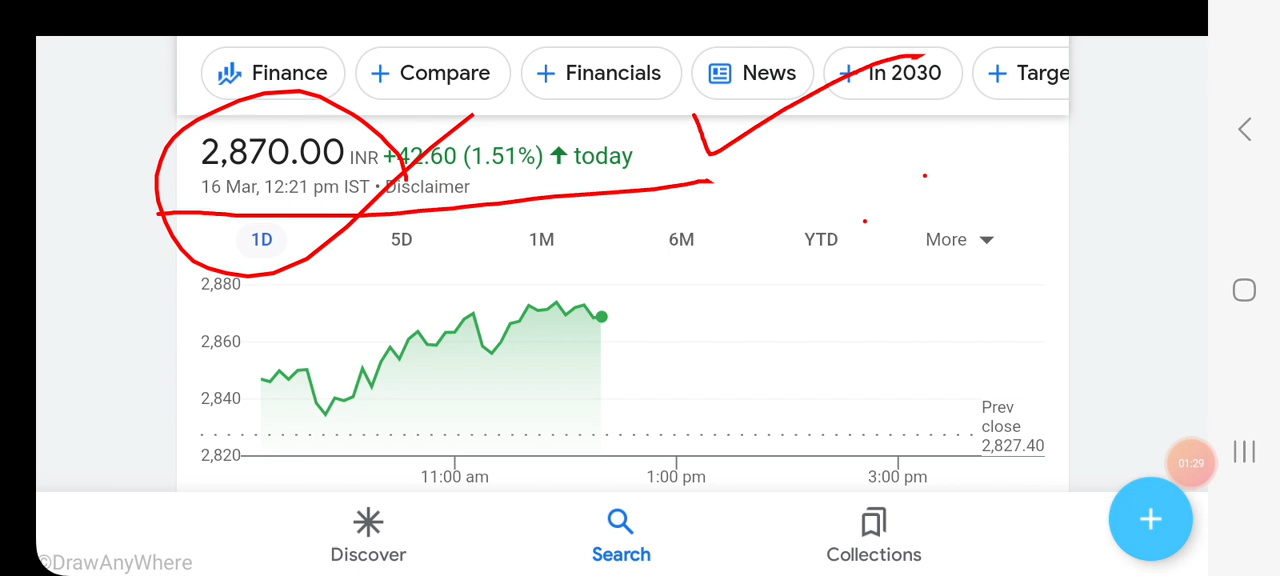 Finance
Compare
Financials
News
In 2030
Targe
2,870.00 INR +42.60 (1.51%) ↑ today
16 Mar, 12:21 pm IST • Disclaimer
1D
5D
1M
6M
YTD
More
2,880
2,860
2,840
2,820
Prev
close
2,827.40
11:00 am
1:00 pm
3:00 pm
01:29
Discover
Search
Collections
©DrawAnyWhere